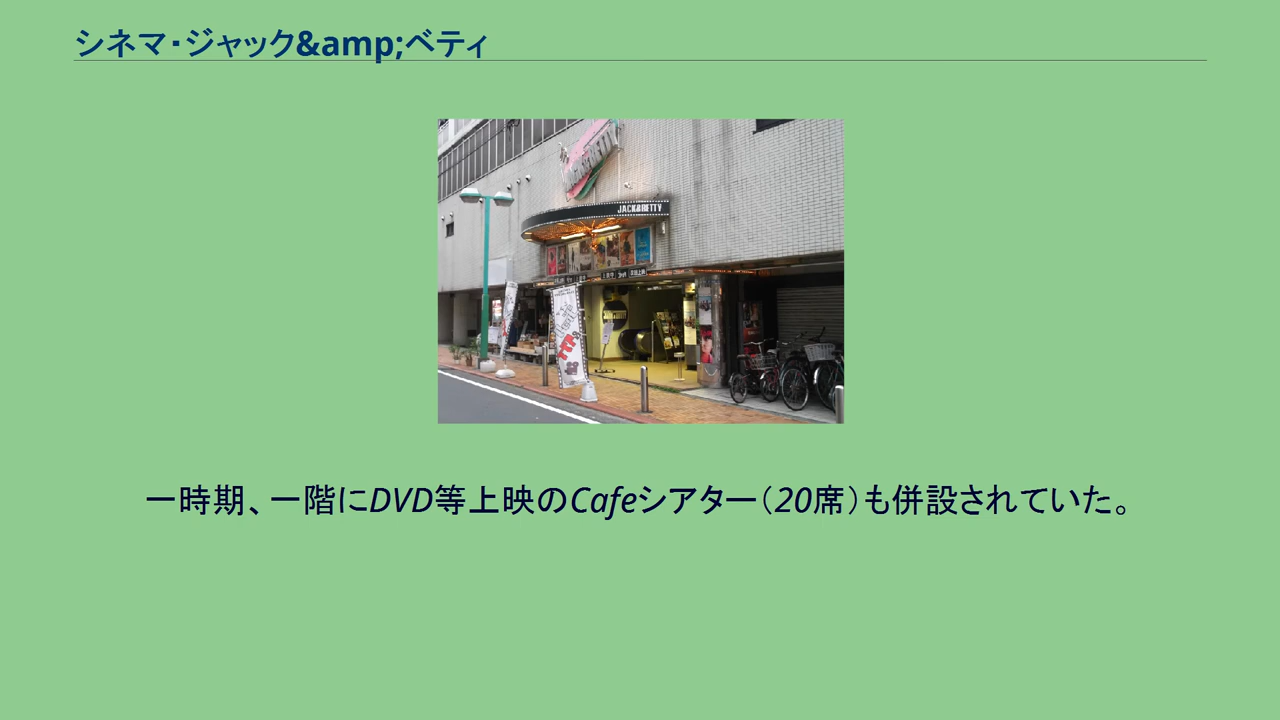 シネマ・ジャック&amp;ベティ
JACK&BETTY
一時期、一階にDVD等上映のCafeシアター（20席）も併設されていた。